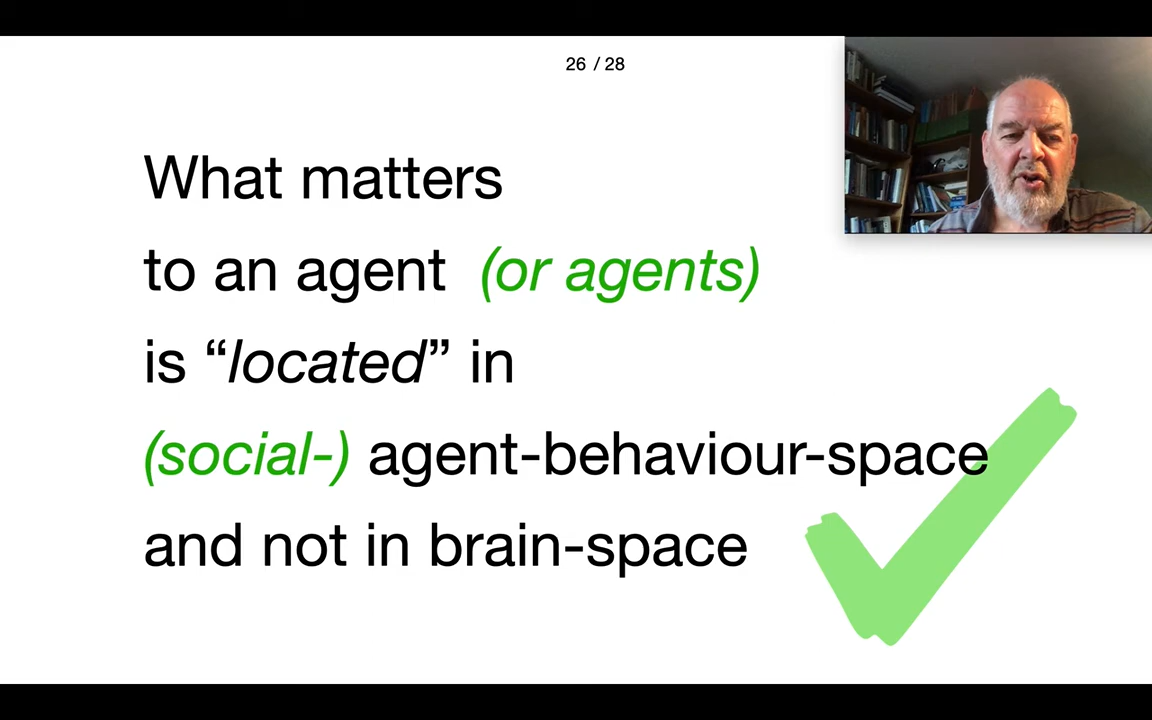 26 / 28
What matters
to an agent (or agents)
is “located” in
(social-) agent-behaviour-space
and not in brain-space